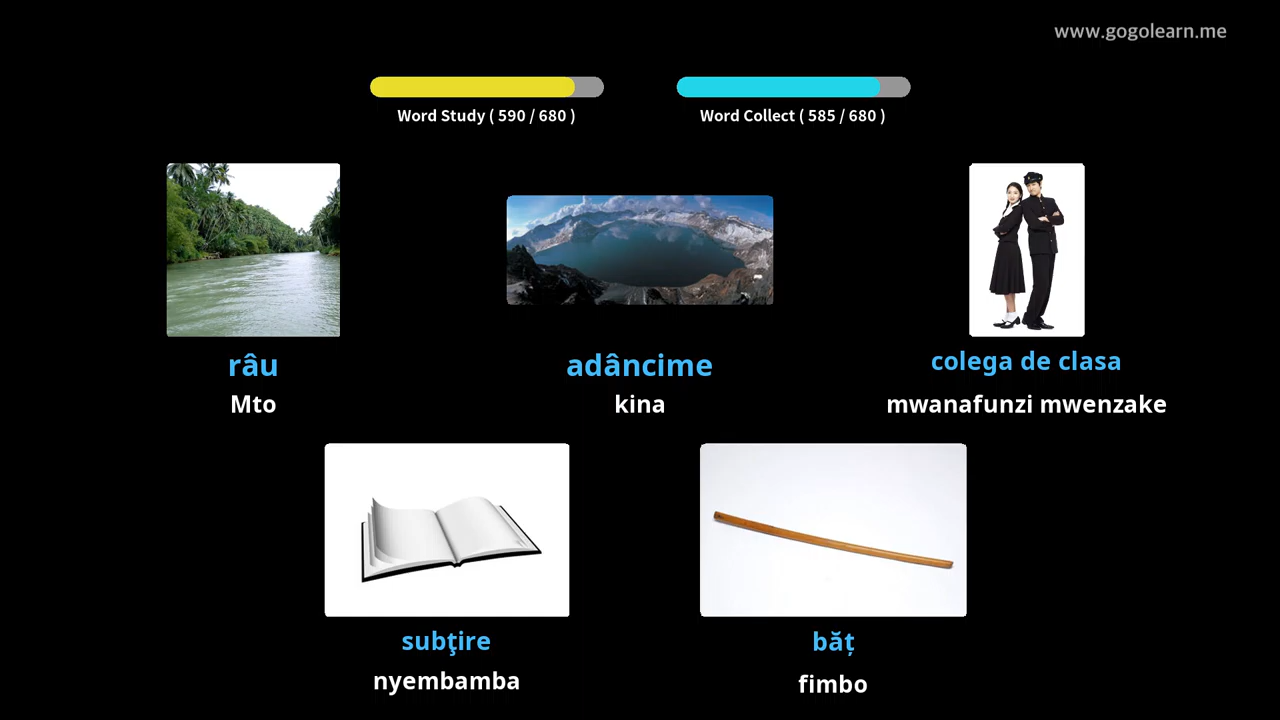 www.gogolearn.me
Word Study ( 590 / 680 )
Word Collect ( 585 / 680 )
râu
adâncime
colega de clasa
Mto
kina
mwanafunzi mwenzake
subţire
băț
nyembamba
fimbo